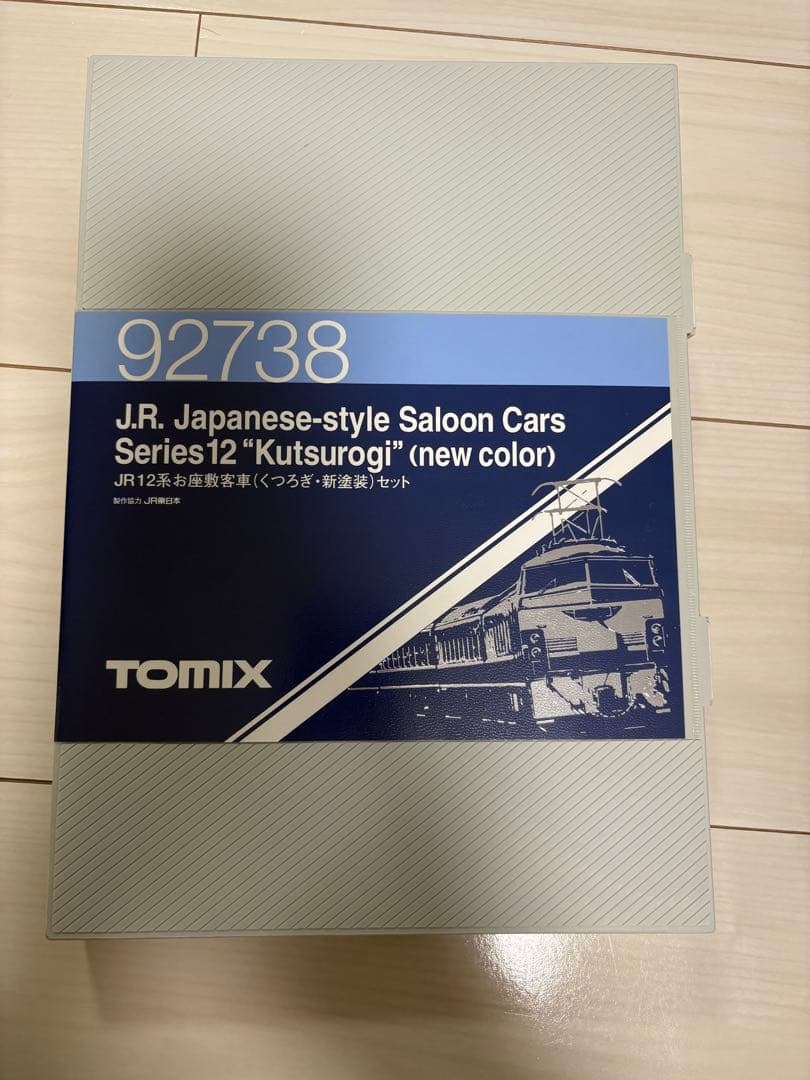 92738
J.R. Japanese-style Saloon Cars
Series12 “Kutsurogi” (new color)
JR12系お座敷客車(くつろぎ・新塗装)セット
製作協力 JR東日本
TOMIX